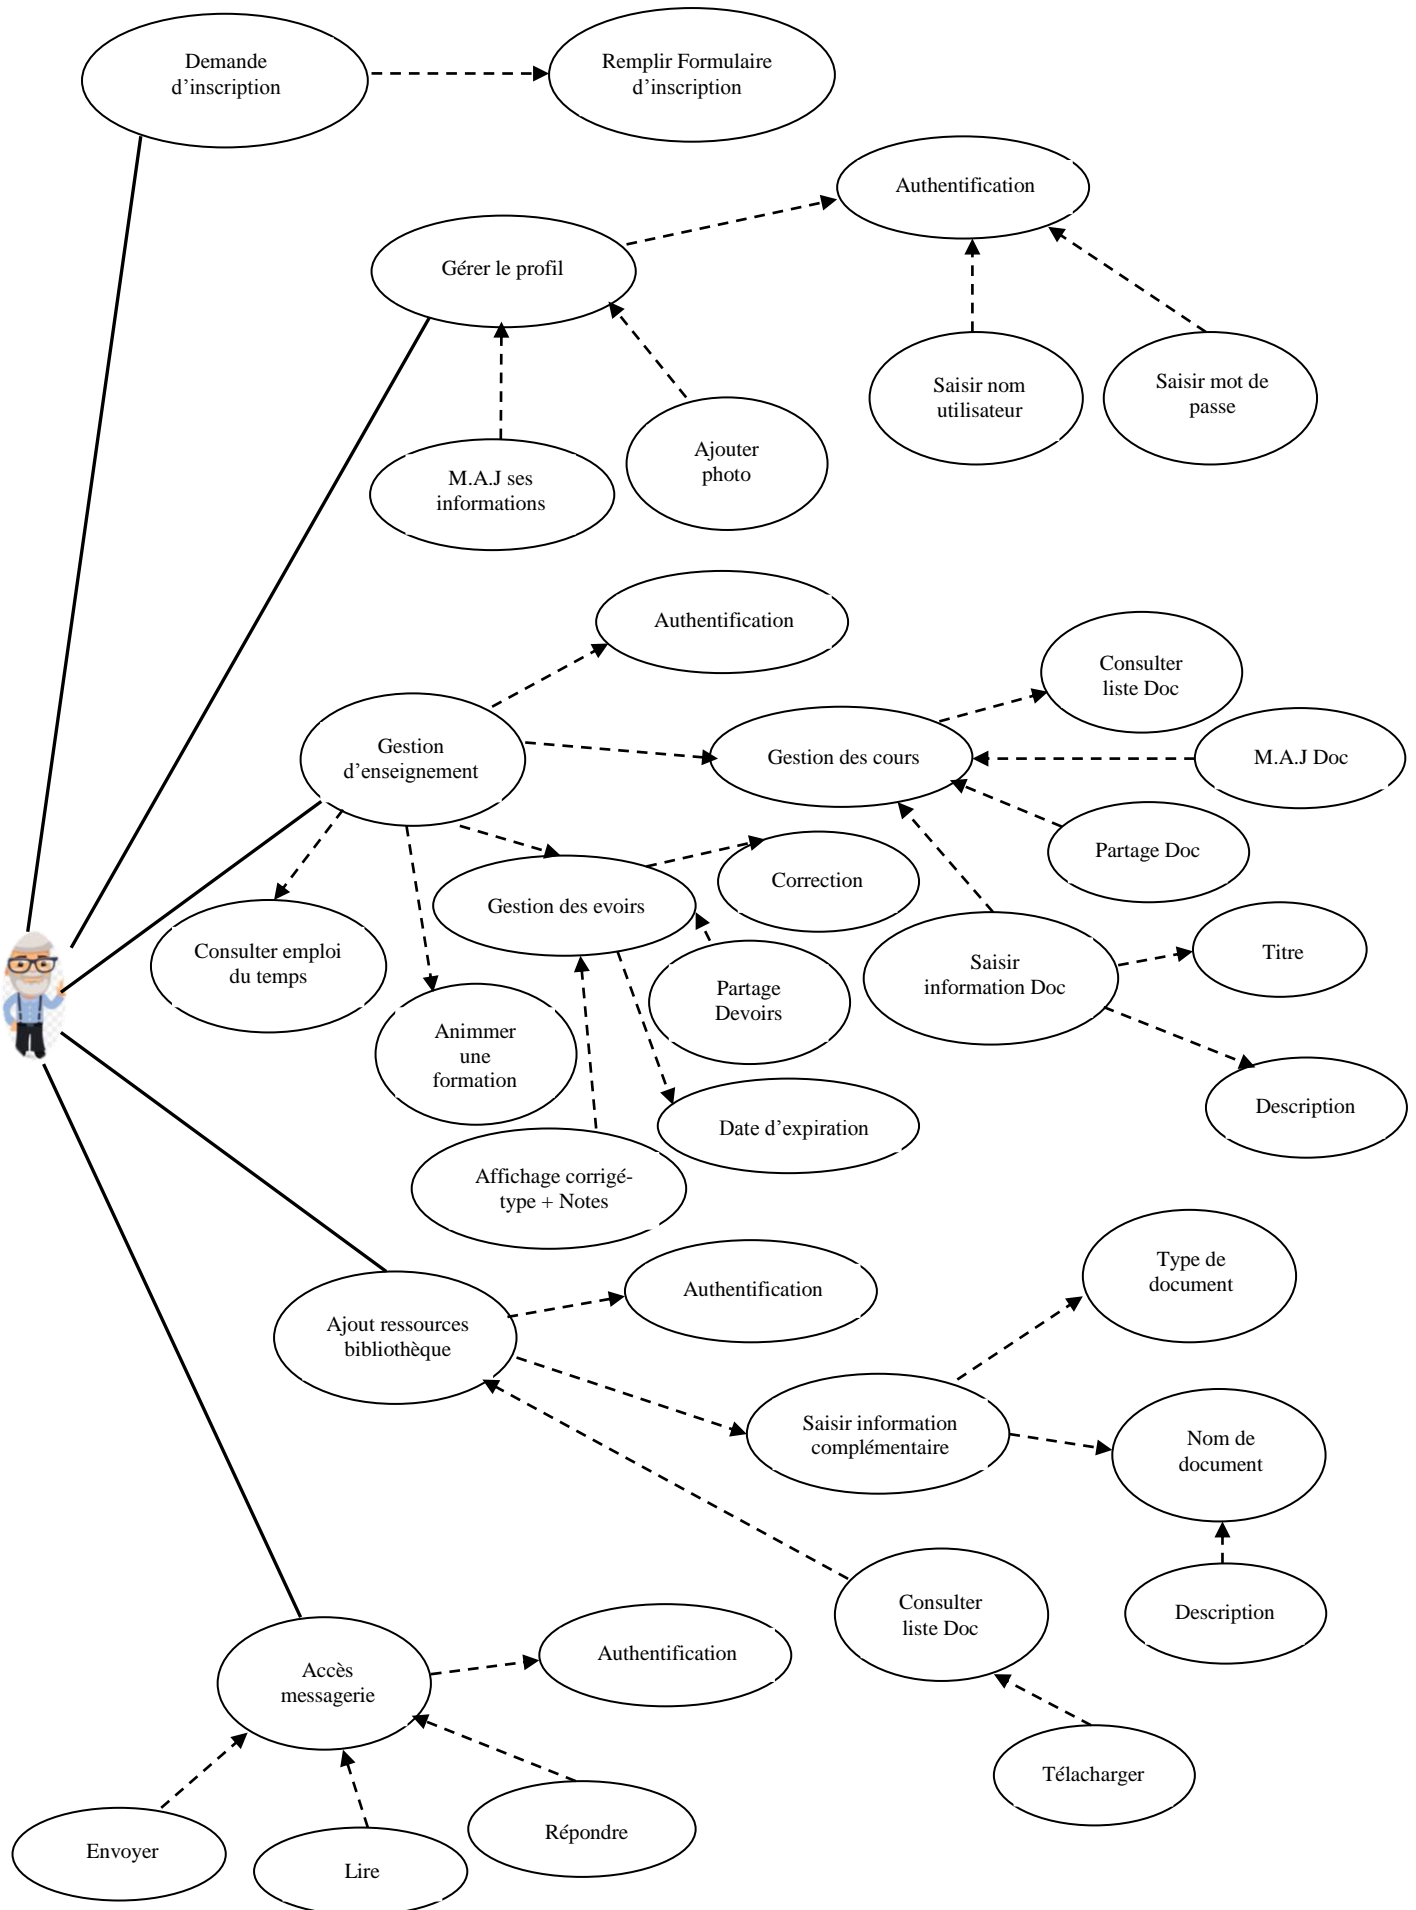 Demande
d’inscription
Remplir Formulaire
d’inscription
Authentification
Gérer le profil
Saisir nom
utilisateur
Saisir mot de
passe
Ajouter
photo
M.A.J ses
informations
Authentification
Consulter
liste Doc
Gestion
d’enseignement
Gestion des cours
M.A.J Doc
Partage Doc
Correction
Gestion des evoirs
Consulter emploi
du temps
Titre
Saisir
information Doc
Partage
Devoirs
Animmer
une
formation
Description
Date d’expiration
Affichage corrigé-
type + Notes
Type de
document
Authentification
Ajout ressources
bibliothèque
Saisir information
complémentaire
Nom de
document
Consulter
liste Doc
Description
Authentification
Accès
messagerie
Télacharger
Répondre
Envoyer
Lire